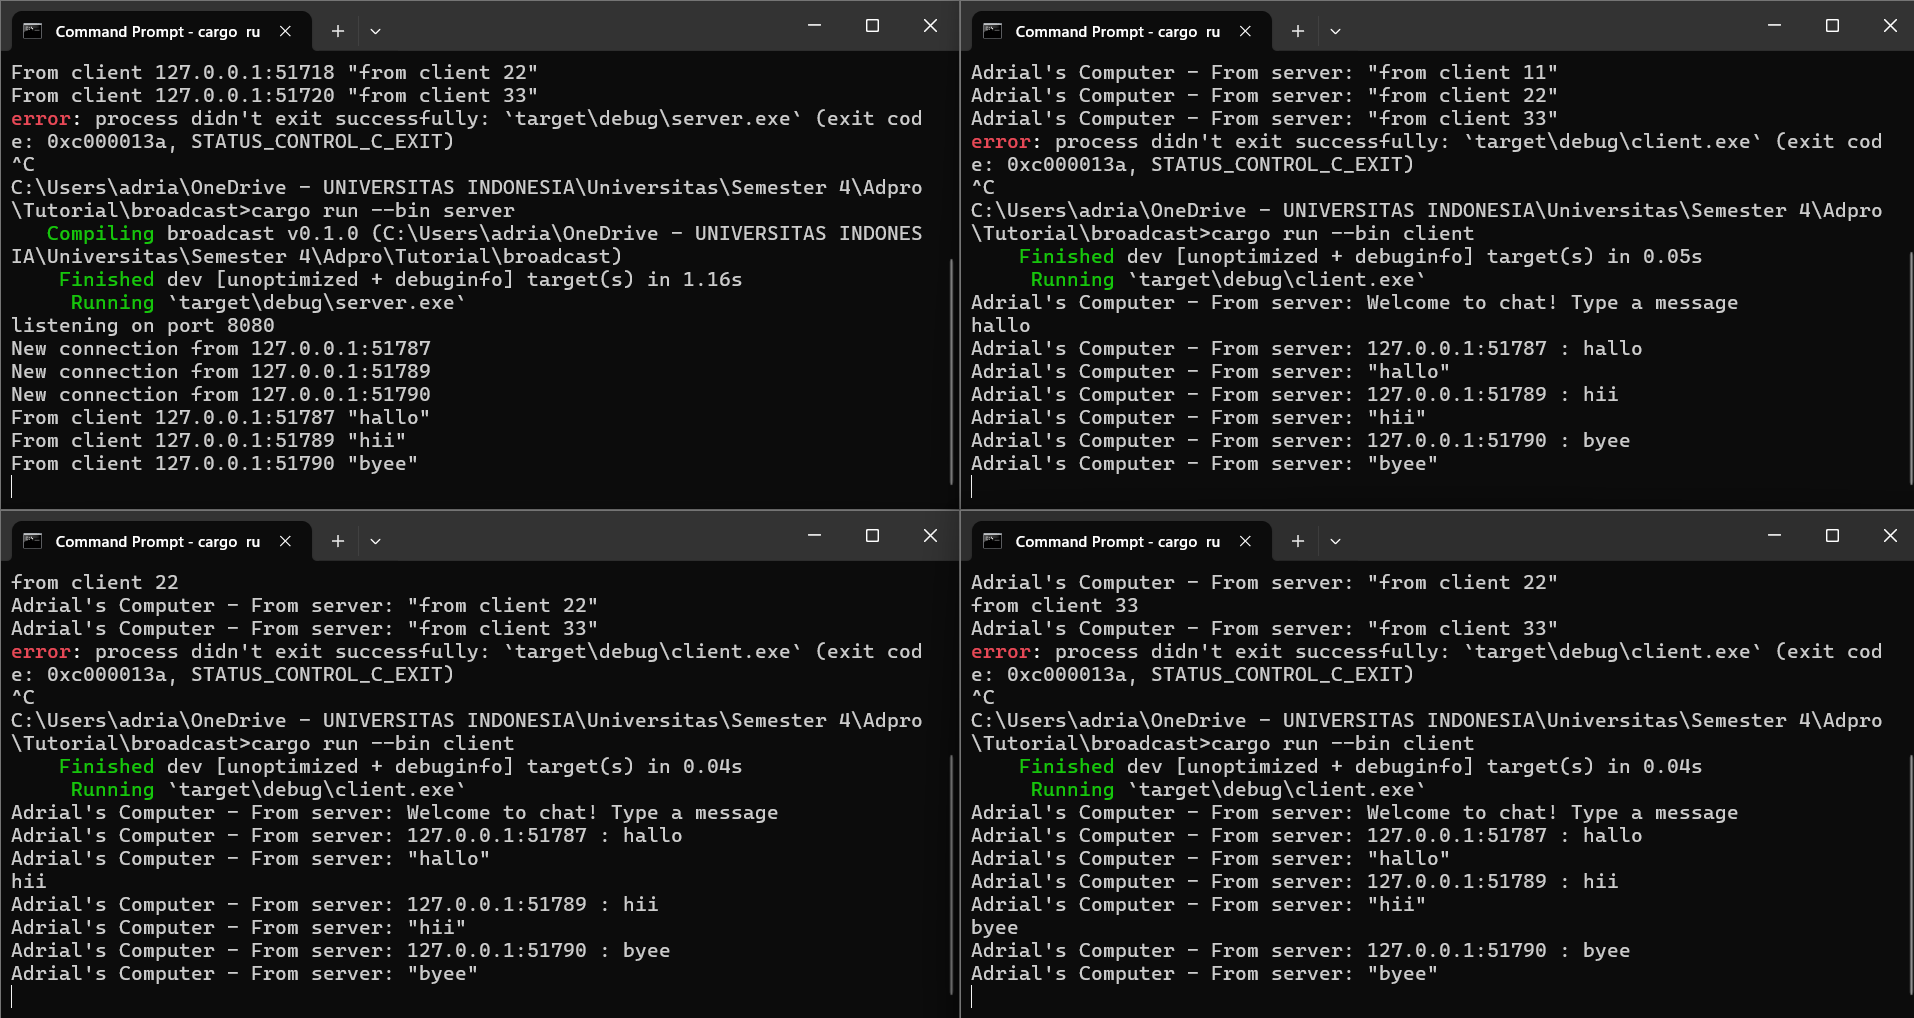 Command Prompt - cargo  ru
From client 127.0.0.1:51718 "from client 22"
From client 127.0.0.1:51720 "from client 33"
error: process didn't exit successfully: `target\debug\server.exe` (exit cod
e: 0xc000013a, STATUS_CONTROL_C_EXIT)
^C
C:\Users\adria\OneDrive - UNIVERSITAS INDONESIA\Universitas\Semester 4\Adpro
\Tutorial\broadcast>cargo run --bin server
   Compiling broadcast v0.1.0 (C:\Users\adria\OneDrive - UNIVERSITAS INDONES
IA\Universitas\Semester 4\Adpro\Tutorial\broadcast)
    Finished dev [unoptimized + debuginfo] target(s) in 1.16s
     Running `target\debug\server.exe`
listening on port 8080
New connection from 127.0.0.1:51787
New connection from 127.0.0.1:51789
New connection from 127.0.0.1:51790
From client 127.0.0.1:51787 "hallo"
From client 127.0.0.1:51789 "hii"
From client 127.0.0.1:51790 "byee"
Command Prompt - cargo  ru
Adrial's Computer - From server: "from client 11"
Adrial's Computer - From server: "from client 22"
Adrial's Computer - From server: "from client 33"
error: process didn't exit successfully: `target\debug\client.exe` (exit cod
e: 0xc000013a, STATUS_CONTROL_C_EXIT)
^C
C:\Users\adria\OneDrive - UNIVERSITAS INDONESIA\Universitas\Semester 4\Adpro
\Tutorial\broadcast>cargo run --bin client
    Finished dev [unoptimized + debuginfo] target(s) in 0.05s
     Running `target\debug\client.exe`
Adrial's Computer - From server: Welcome to chat! Type a message
hallo
Adrial's Computer - From server: 127.0.0.1:51787 : hallo
Adrial's Computer - From server: "hallo"
Adrial's Computer - From server: 127.0.0.1:51789 : hii
Adrial's Computer - From server: "hii"
Adrial's Computer - From server: 127.0.0.1:51790 : byee
Adrial's Computer - From server: "byee"
Command Prompt - cargo  ru
from client 22
Adrial's Computer - From server: "from client 22"
Adrial's Computer - From server: "from client 33"
error: process didn't exit successfully: `target\debug\client.exe` (exit cod
e: 0xc000013a, STATUS_CONTROL_C_EXIT)
^C
C:\Users\adria\OneDrive - UNIVERSITAS INDONESIA\Universitas\Semester 4\Adpro
\Tutorial\broadcast>cargo run --bin client
    Finished dev [unoptimized + debuginfo] target(s) in 0.04s
     Running `target\debug\client.exe`
Adrial's Computer - From server: Welcome to chat! Type a message
Adrial's Computer - From server: 127.0.0.1:51787 : hallo
Adrial's Computer - From server: "hallo"
hii
Adrial's Computer - From server: 127.0.0.1:51789 : hii
Adrial's Computer - From server: "hii"
Adrial's Computer - From server: 127.0.0.1:51790 : byee
Adrial's Computer - From server: "byee"
Command Prompt - cargo  ru
Adrial's Computer - From server: "from client 22"
from client 33
Adrial's Computer - From server: "from client 33"
error: process didn't exit successfully: `target\debug\client.exe` (exit cod
e: 0xc000013a, STATUS_CONTROL_C_EXIT)
^C
C:\Users\adria\OneDrive - UNIVERSITAS INDONESIA\Universitas\Semester 4\Adpro
\Tutorial\broadcast>cargo run --bin client
    Finished dev [unoptimized + debuginfo] target(s) in 0.04s
     Running `target\debug\client.exe`
Adrial's Computer - From server: Welcome to chat! Type a message
Adrial's Computer - From server: 127.0.0.1:51787 : hallo
Adrial's Computer - From server: "hallo"
Adrial's Computer - From server: 127.0.0.1:51789 : hii
Adrial's Computer - From server: "hii"
byee
Adrial's Computer - From server: 127.0.0.1:51790 : byee
Adrial's Computer - From server: "byee"